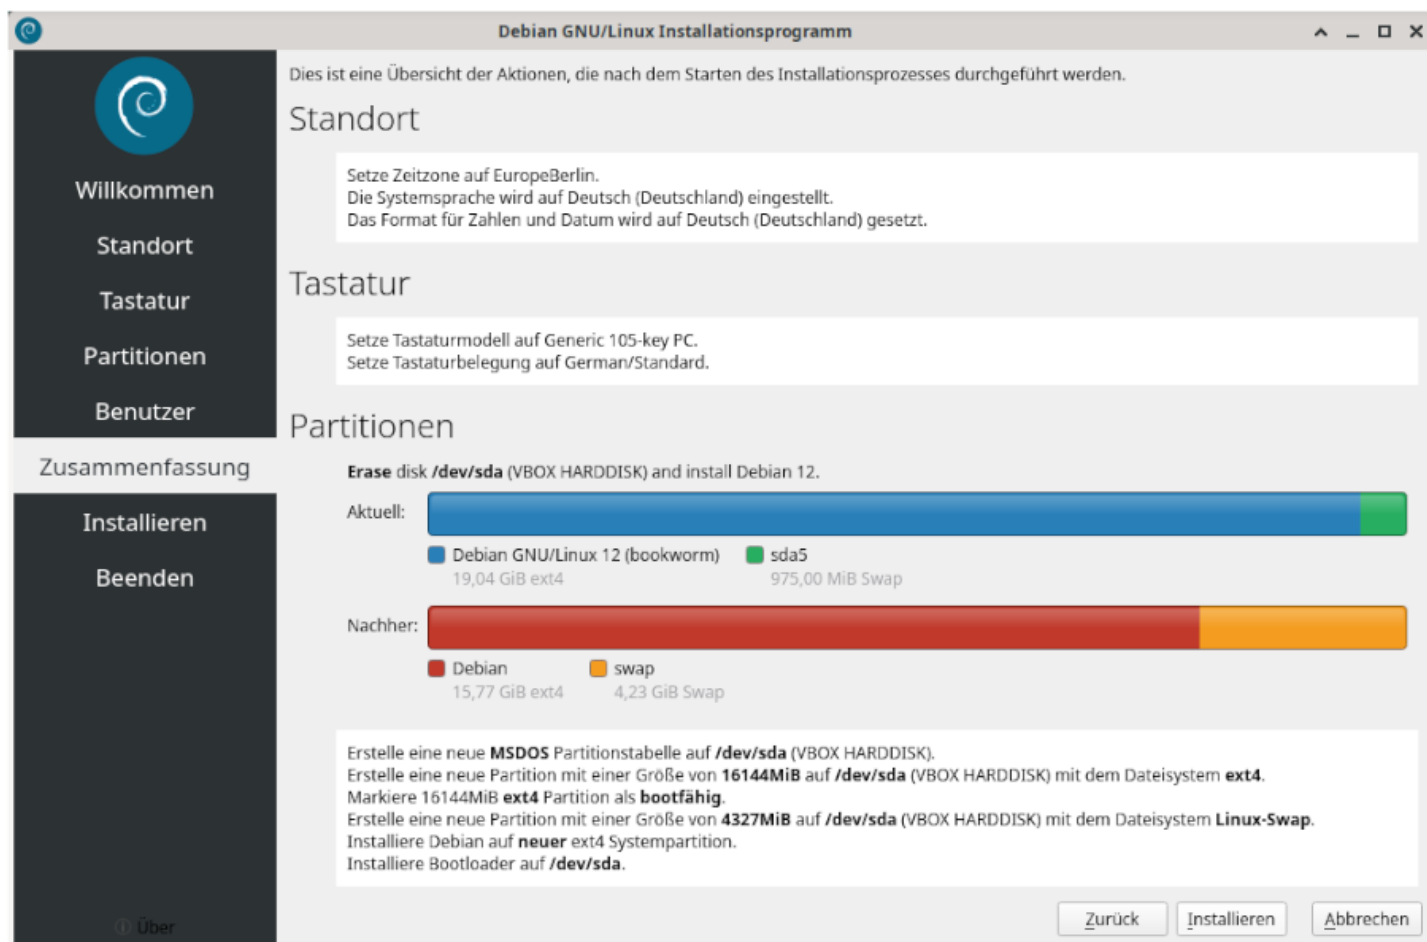 Debian GNU/Linux Installationsprogramm
Willkommen
Standort
Tastatur
Partitionen
Benutzer
Zusammenfassung
Installieren
Beenden
Über
Dies ist eine Übersicht der Aktionen, die nach dem Starten des Installationsprozesses durchgeführt werden.
Standort
Setze Zeitzone auf EuropeBerlin.
Die Systemsprache wird auf Deutsch (Deutschland) eingestellt.
Das Format für Zahlen und Datum wird auf Deutsch (Deutschland) gesetzt.
Tastatur
Setze Tastaturmodell auf Generic 105-key PC.
Setze Tastaturbelegung auf German/Standard.
Partitionen
Erase disk /dev/sda (VBOX HARDDISK) and install Debian 12.
Aktuell:
Debian GNU/Linux 12 (bookworm) sda5
19,04 GiB ext4 975,00 MiB Swap
Nachher:
Debian swap
15,77 GiB ext4 4,23 GiB Swap
Erstelle eine neue MSDOS Partitionstabelle auf /dev/sda (VBOX HARDDISK).
Erstelle eine neue Partition mit einer Größe von 16144MiB auf /dev/sda (VBOX HARDDISK) mit dem Dateisystem ext4.
Markiere 16144MiB ext4 Partition als bootfähig.
Erstelle eine neue Partition mit einer Größe von 4327MiB auf /dev/sda (VBOX HARDDISK) mit dem Dateisystem Linux-Swap.
Installiere Debian auf neuer ext4 Systempartition.
Installiere Bootloader auf /dev/sda.
Zurück Installieren Abbrechen